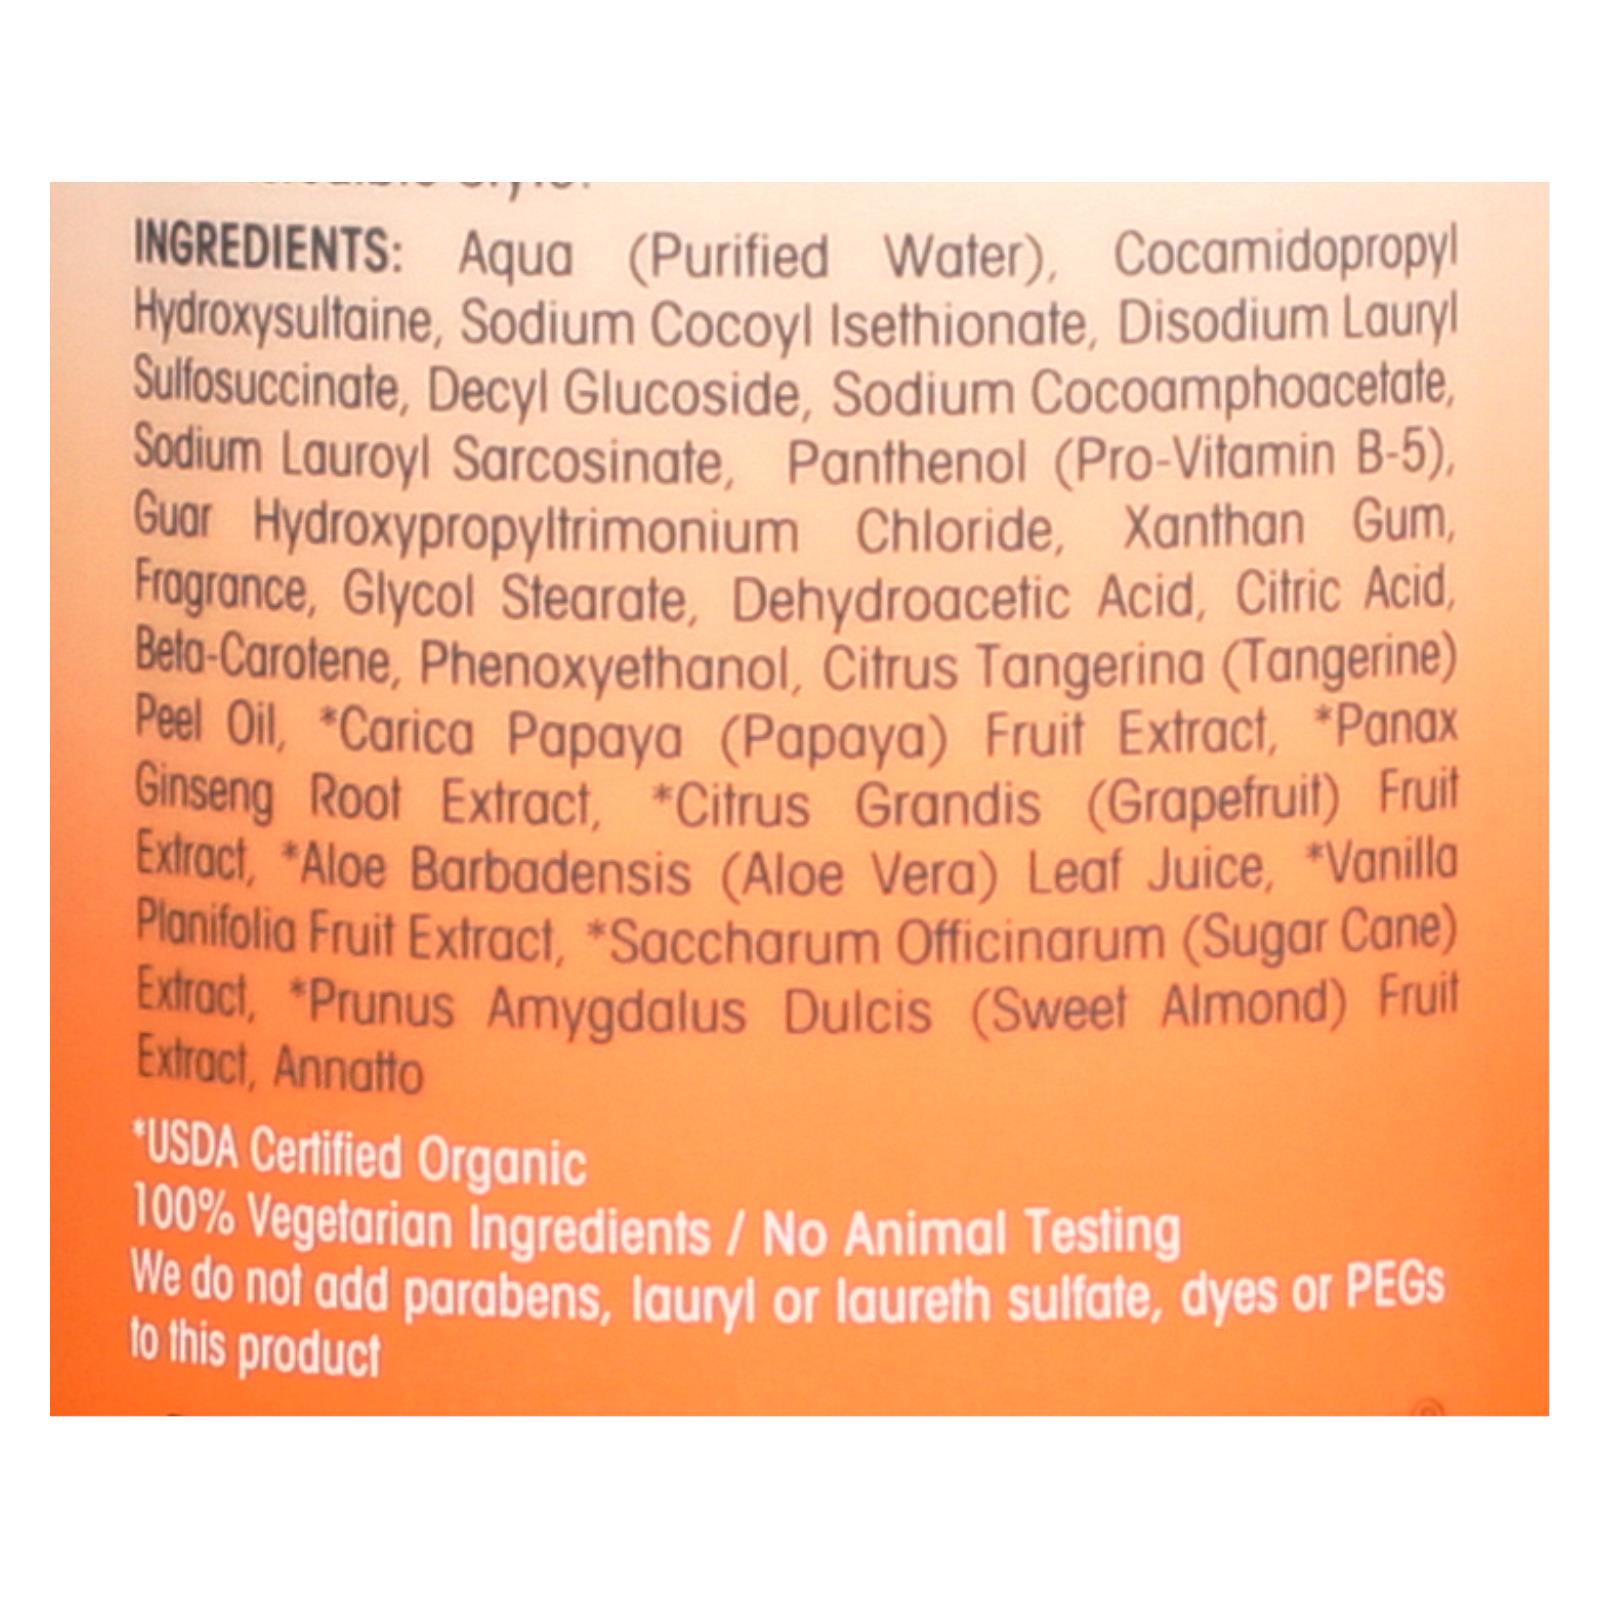 INGREDIENTS: Aqua (Purified Water), Cocamidopropyl
Hydroxysultaine, Sodium Cocoyl Isethionate, Disodium Lauryl
Sulfosuccinate, Decyl Glucoside, Sodium Cocoamphoacetate,
Sodium Lauroyl Sarcosinate, Panthenol (Pro-Vitamin B-5),
Guar Hydroxypropyltrimonium Chloride, Xanthan Gum,
Fragrance, Glycol Stearate, Dehydroacetic Acid, Citric Acid,
Beta-Carotene, Phenoxyethanol, Citrus Tangerina (Tangerine)
Peel Oil, *Carica Papaya (Papaya) Fruit Extract, *Panax
Ginseng Root Extract, *Citrus Grandis (Grapefruit) Fruit
Extract, *Aloe Barbadensis (Aloe Vera) Leaf Juice, *Vanilla
Planifolia Fruit Extract, *Saccharum Officinarum (Sugar Cane)
Extract, *Prunus Amygdalus Dulcis (Sweet Almond) Fruit
Extract, Annatto
*USDA Certified Organic
100% Vegetarian Ingredients / No Animal Testing
We do not add parabens, lauryl or laureth sulfate, dyes or PEGs
to this product